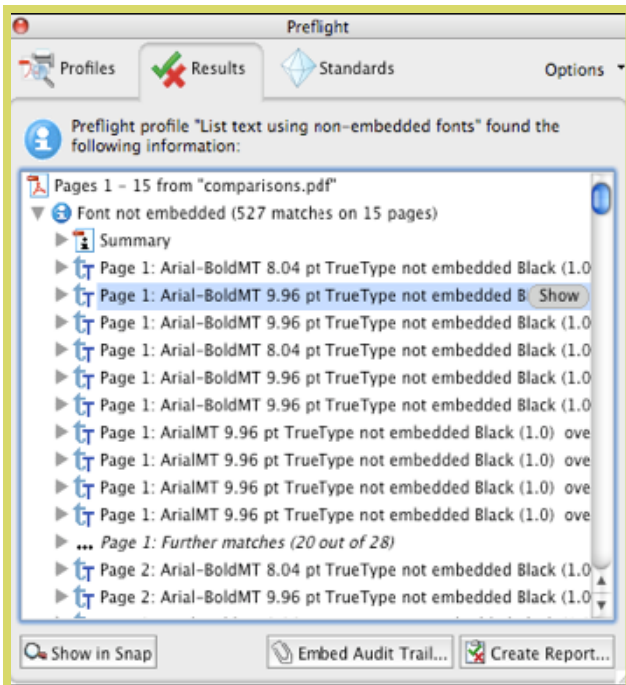 Preflight
Profiles Results Standards Options
Preflight profile "List text using non-embedded fonts" found the
following information:
Pages 1 - 15 from "comparisons.pdf"
Font not embedded (527 matches on 15 pages)
Summary
Page 1: Arial-BoldMT 8.04 pt TrueType not embedded Black (1.0
Page 1: Arial-BoldMT 9.96 pt TrueType not embedded B Show
Page 1: Arial-BoldMT 9.96 pt TrueType not embedded Black (1.0
Page 1: Arial-BoldMT 8.04 pt TrueType not embedded Black (1.0
Page 1: Arial-BoldMT 9.96 pt TrueType not embedded Black (1.0
Page 1: Arial-BoldMT 9.96 pt TrueType not embedded Black (1.0
Page 1: ArialMT 9.96 pt TrueType not embedded Black (1.0) ove
Page 1: ArialMT 9.96 pt TrueType not embedded Black (1.0) ove
Page 1: ArialMT 9.96 pt TrueType not embedded Black (1.0) ove
Page 1: ArialMT 9.96 pt TrueType not embedded Black (1.0) ove
... Page 1: Further matches (20 out of 28)
Page 2: Arial-BoldMT 8.04 pt TrueType not embedded Black (1.0
Page 2: Arial-BoldMT 9.96 pt TrueType not embedded Black (1.0
Show in Snap Embed Audit Trail... Create Report...